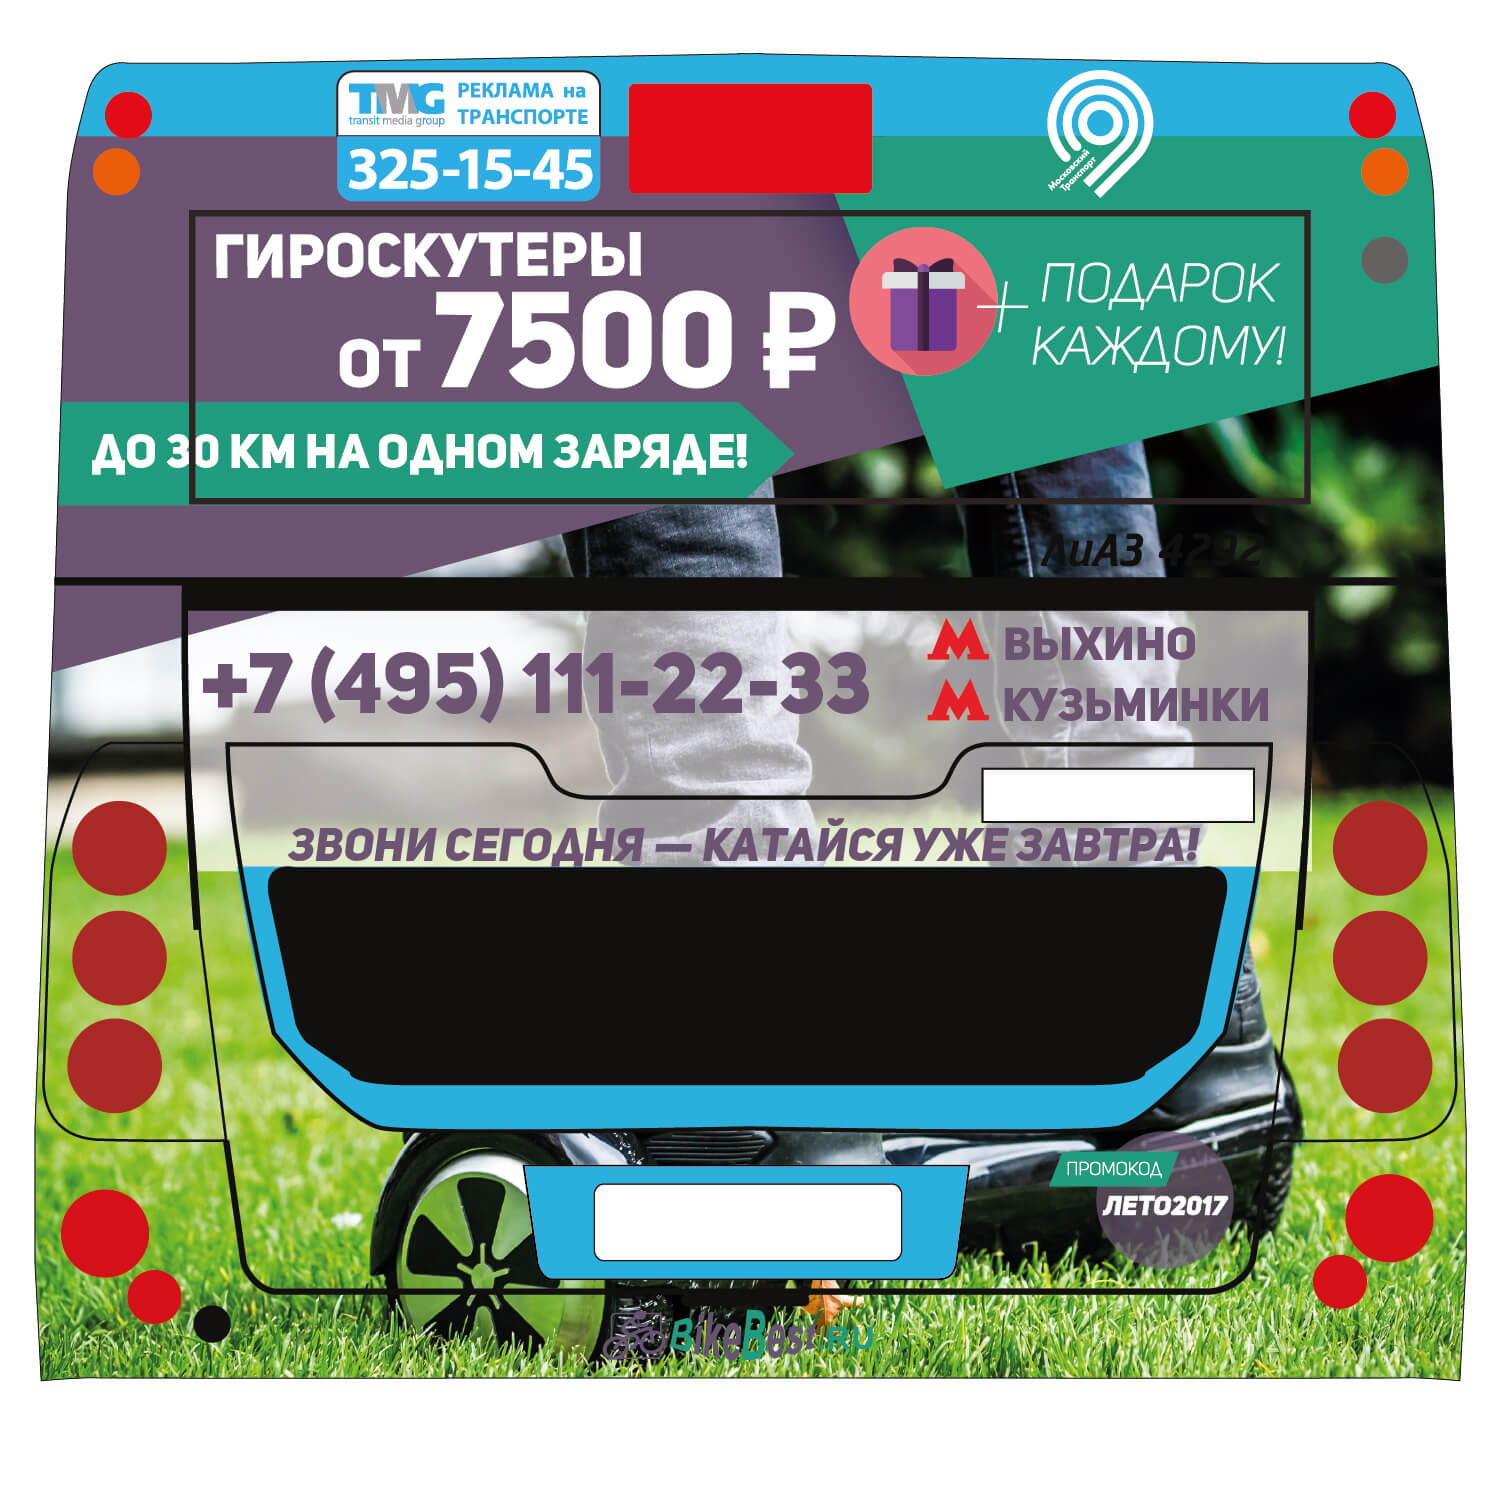 TMG
transit media group
РЕКЛАМА на
ТРАНСПОРТЕ
325-15-45
Московский
Транспорт
ГИРОСКУТЕРЫ
ОТ 7500 ₽
+ ПОДАРОК
КАЖДОМУ!
ДО 30 КМ НА ОДНОМ ЗАРЯДЕ!
ЛиАЗ 4292
+7 (495) 111-22-33
М ВЫХИНО
М КУЗЬМИНКИ
ЗВОНИ СЕГОДНЯ — КАТАЙСЯ УЖЕ ЗАВТРА!
ПРОМОКОД
ЛЕТО2017
BikeBest.RU